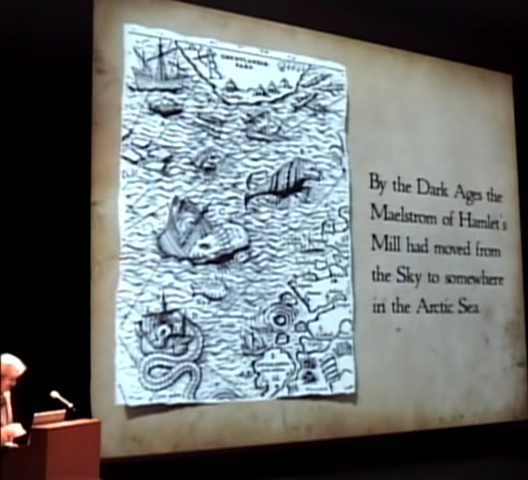 By the Dark Ages the
Maelstrom of Hamlet's
Mill had moved from
the Sky to somewhere
in the Arctic Sea